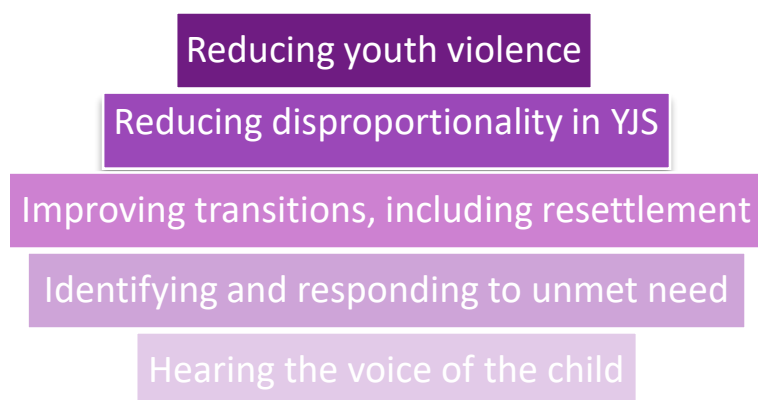 Reducing youth violence
Reducing disproportionality in YJS
Improving transitions, including resettlement
Identifying and responding to unmet need
Hearing the voice of the child